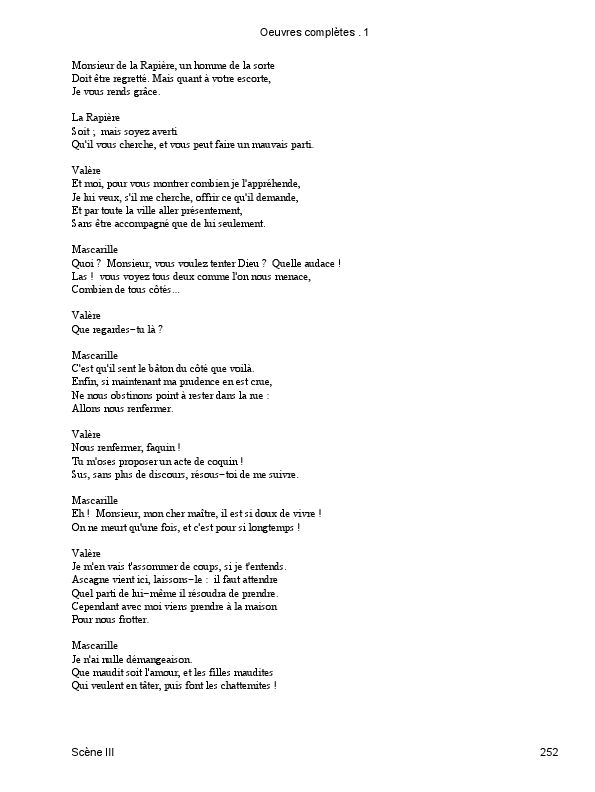 Oeuvres complètes . 1
Monsieur de la Rapière, un homme de la sorte
Doit être regretté. Mais quant à votre escorte,
Je vous rends grâce.
La Rapière
Soit ; mais soyez averti
Qu'il vous cherche, et vous peut faire un mauvais parti.
Valère
Et moi, pour vous montrer combien je l'appréhende,
Je lui veux, s'il me cherche, offrir ce qu'il demande,
Et par toute la ville aller présentement,
Sans être accompagné que de lui seulement.
Mascarille
Quoi ? Monsieur, vous voulez tenter Dieu ? Quelle audace !
Las ! vous voyez tous deux comme l'on nous menace,
Combien de tous côtés...
Valère
Que regardes−tu là ?
Mascarille
C'est qu'il sent le bâton du côté que voilà.
Enfin, si maintenant ma prudence en est crue,
Ne nous obstinons point à rester dans la rue :
Allons nous renfermer.
Valère
Nous renfermer, faquin !
Tu m'oses proposer un acte de coquin !
Sus, sans plus de discours, résous−toi de me suivre.
Mascarille
Eh ! Monsieur, mon cher maître, il est si doux de vivre !
On ne meurt qu'une fois, et c'est pour si longtemps !
Valère
Je m'en vais t'assommer de coups, si je t'entends.
Ascagne vient ici, laissons−le : il faut attendre
Quel parti de lui−même il résoudra de prendre.
Cependant avec moi viens prendre à la maison
Pour nous frotter.
Mascarille
Je n'ai nulle démangeaison.
Que maudit soit l'amour, et les filles maudites
Qui veulent en tâter, puis font les chattemites !
Scène III
252